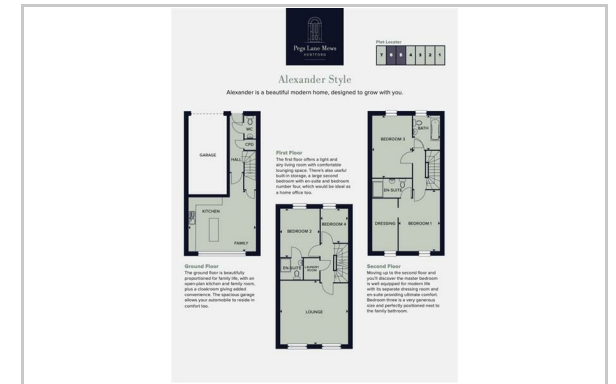 Pegs Lane Mews
HERTFORD
Plot Locator
7 6 5 4 3 2 1
Alexander Style
Alexander is a beautiful modern home, designed to grow with you.
WC
CPD
HALL
GARAGE
KITCHEN
FAMILY
Ground Floor
The ground floor is beautifully
proportioned for family life, with an
open-plan kitchen and family room,
plus a cloakroom giving added
convenience. The spacious garage
allows your automobile to reside in
comfort too.
First Floor
The first floor offers a light and
airy living room with comfortable
lounging space. There's also useful
built-in storage, a large second
bedroom with en-suite and bedroom
number four, which would be ideal as
a home office too.
BEDROOM 2
BEDROOM 4
EN-SUITE
LOUNGE
BATH
BEDROOM 3
EN-SUITE
DRESSING
BEDROOM 1
Second Floor
Moving up to the second floor and
you'll discover the master bedroom
is well equipped for modern life
with its separate dressing room and
en-suite providing ultimate comfort.
Bedroom three is a very generous
size and perfectly positioned next to
the family bathroom.